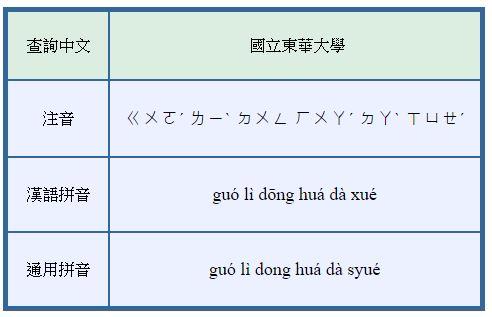 查詢中文 國立東華大學
注音 ㄍㄨㄛˊ ㄌㄧˋ ㄉㄨㄥ ㄏㄨㄚˊ ㄉㄚˋ ㄒㄩㄝˊ
漢語拼音 guó lì dōng huá dà xué
通用拼音 guó lì dong huá dà syué